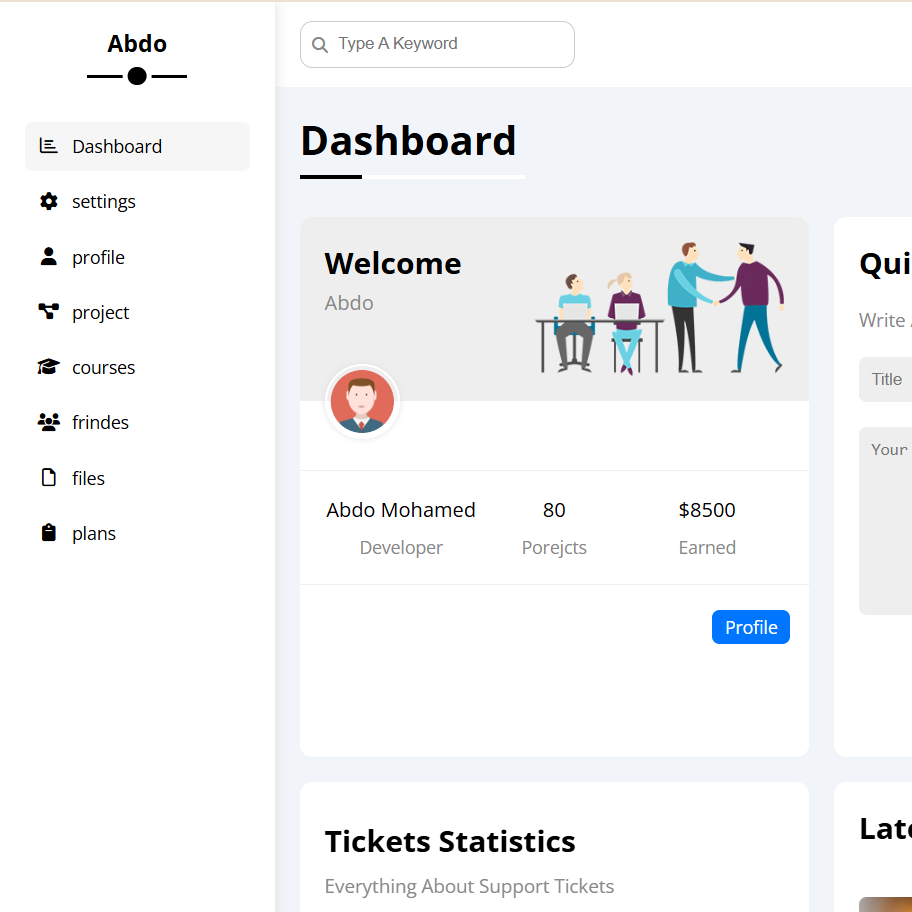 Abdo
Dashboard
settings
profile
project
courses
frindes
files
plans
Type A Keyword
Dashboard
Welcome
Abdo
Abdo Mohamed
Developer
80
Porejcts
$8500
Earned
Profile
Qui
Write
Title
Your
Tickets Statistics
Everything About Support Tickets
Late